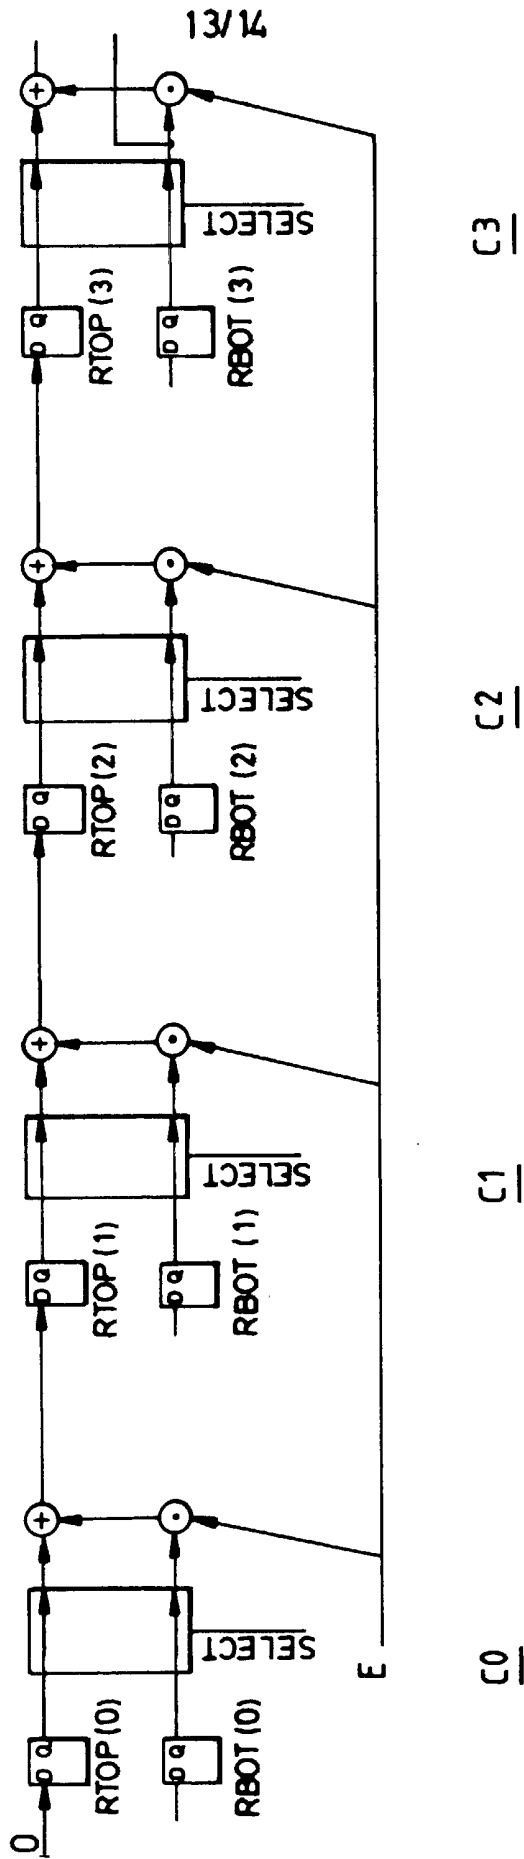 13/14
D Q
RTOP(3)
D Q
RBOT(3)
SELECT
C3
D Q
RTOP(2)
D Q
RBOT(2)
SELECT
C2
D Q
RTOP(1)
D Q
RBOT(1)
SELECT
C1
0
D Q
RTOP(0)
D Q
RBOT(0)
SELECT
E
C0